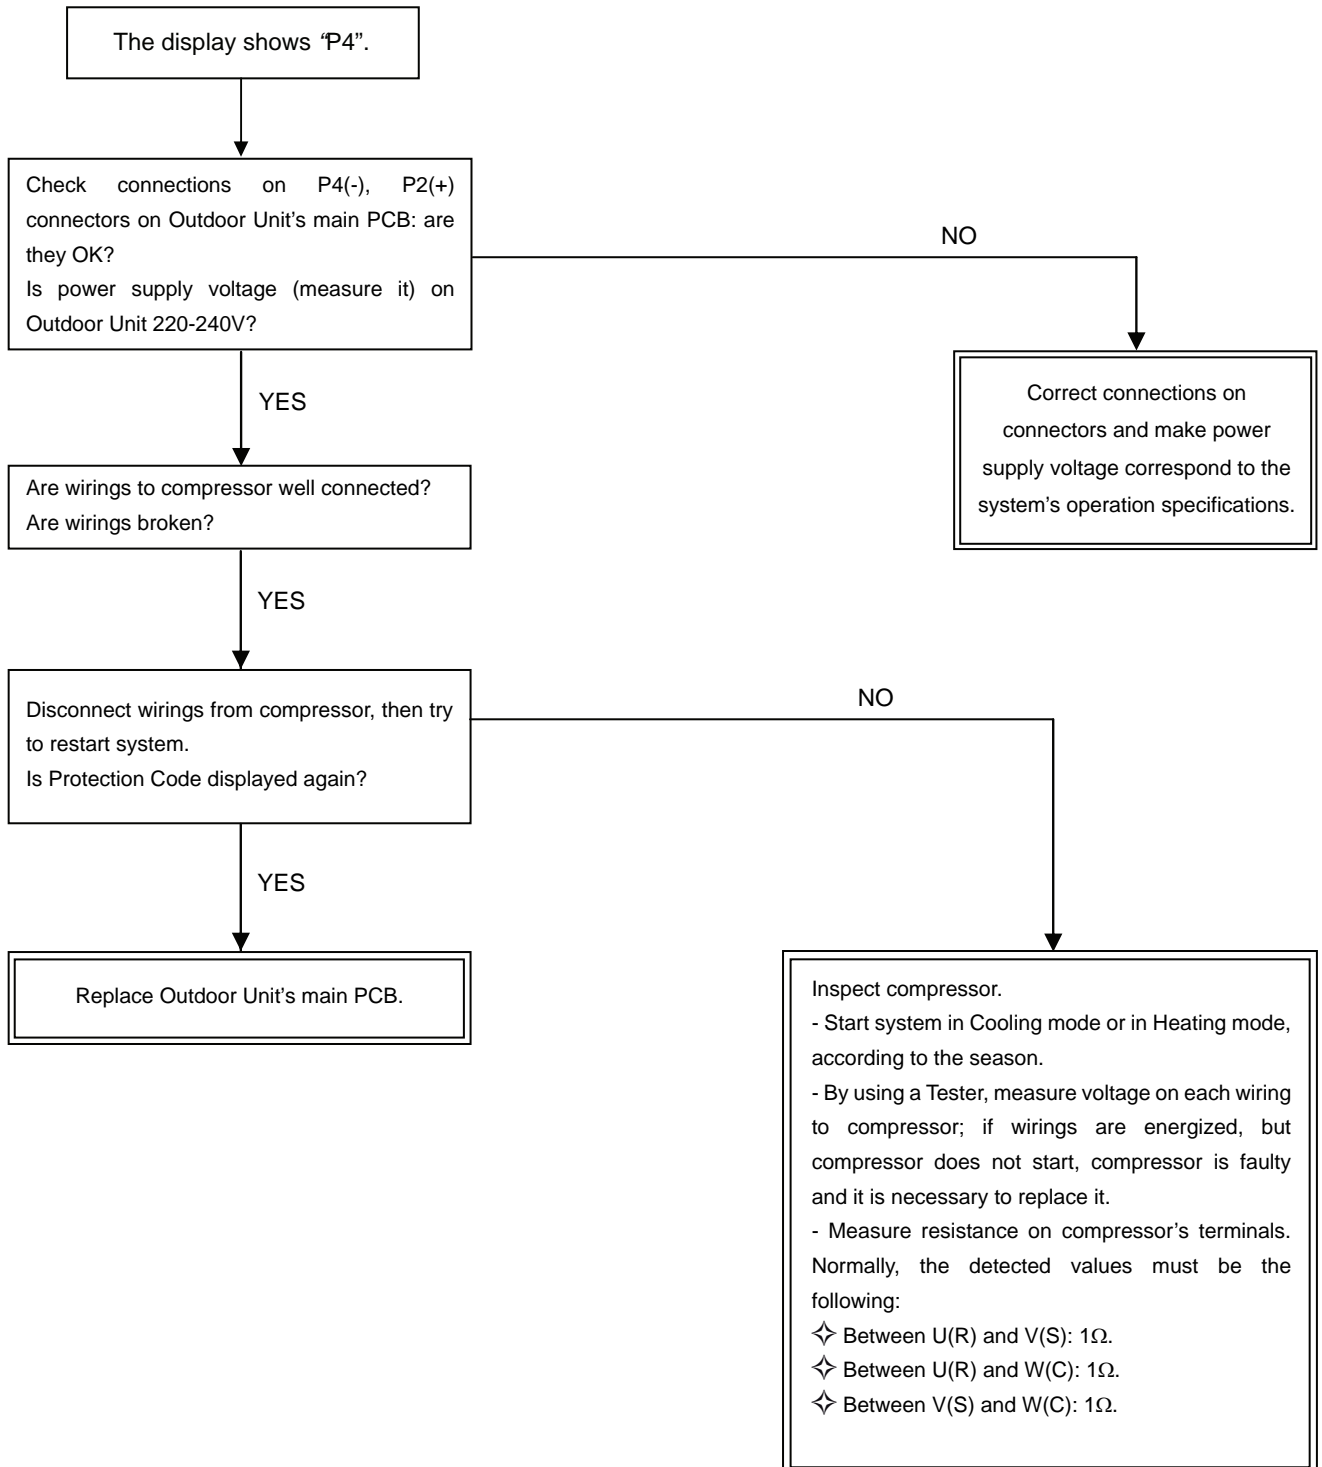 The display shows “P4”.
Check connections on P4(-), P2(+)
connectors on Outdoor Unit's main PCB: are
they OK?
Is power supply voltage (measure it) on
Outdoor Unit 220-240V?
NO
Correct connections on
connectors and make power
supply voltage correspond to the
system's operation specifications.
YES
Are wirings to compressor well connected?
Are wirings broken?
YES
Disconnect wirings from compressor, then try
to restart system.
Is Protection Code displayed again?
NO
YES
Replace Outdoor Unit's main PCB.
Inspect compressor.
- Start system in Cooling mode or in Heating mode,
according to the season.
- By using a Tester, measure voltage on each wiring
to compressor; if wirings are energized, but
compressor does not start, compressor is faulty
and it is necessary to replace it.
- Measure resistance on compressor's terminals.
Normally, the detected values must be the
following:
✧ Between U(R) and V(S): 1Ω.
✧ Between U(R) and W(C): 1Ω.
✧ Between V(S) and W(C): 1Ω.